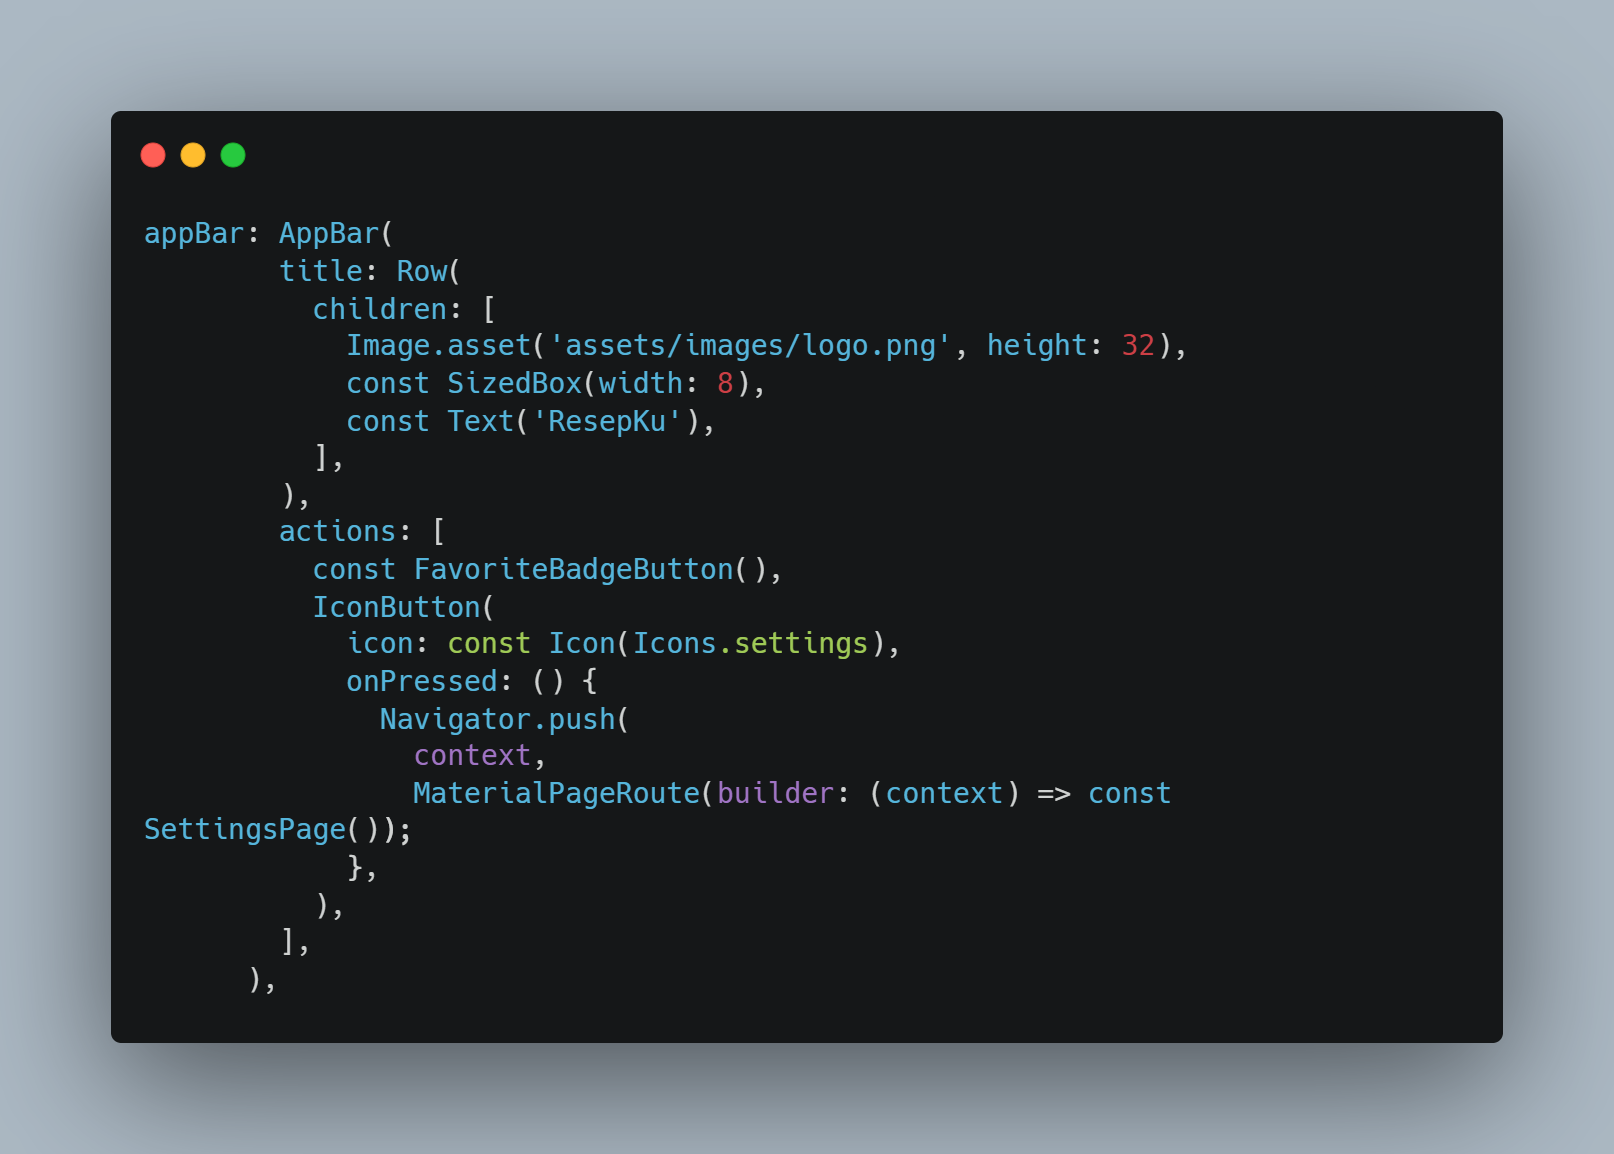 appBar: AppBar(
        title: Row(
          children: [
            Image.asset('assets/images/logo.png', height: 32),
            const SizedBox(width: 8),
            const Text('ResepKu'),
          ],
        ),
        actions: [
          const FavoriteBadgeButton(),
          IconButton(
            icon: const Icon(Icons.settings),
            onPressed: () {
              Navigator.push(
                context,
                MaterialPageRoute(builder: (context) => const
SettingsPage());
            },
          ),
        ],
      ),